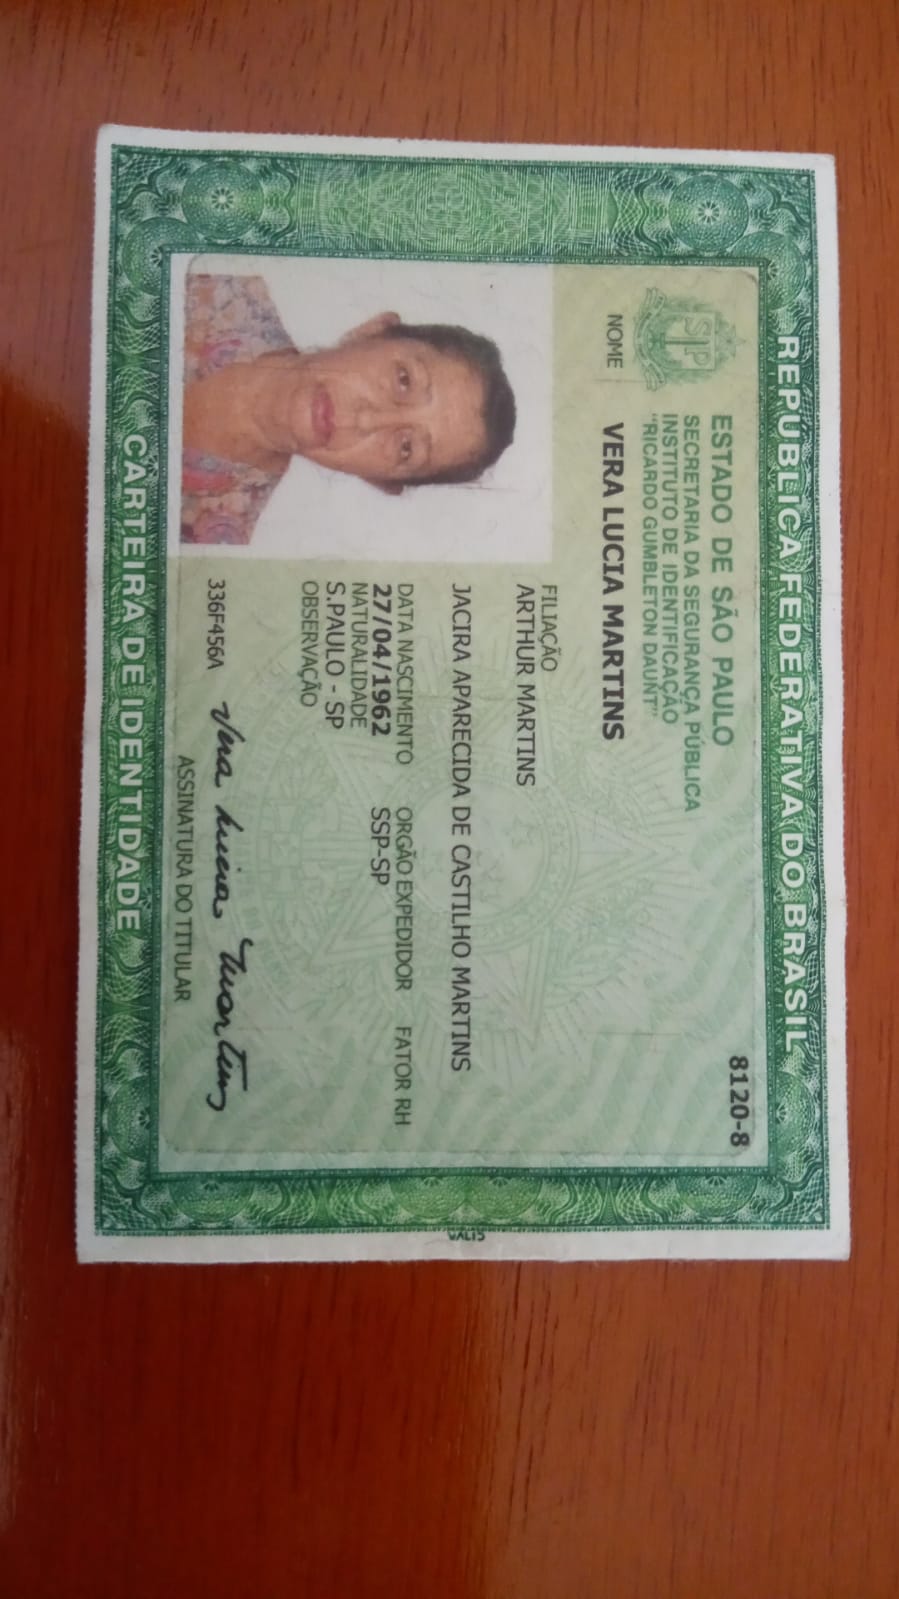 REPÚBLICA FEDERATIVA DO BRASIL
8120-8
ESTADO DE SÃO PAULO
SECRETARIA DA SEGURANÇA PÚBLICA
INSTITUTO DE IDENTIFICAÇÃO
"RICARDO GUMBLETON DAUNT"
NOME VERA LUCIA MARTINS
FILIAÇÃO
ARTHUR MARTINS
JACIRA APARECIDA DE CASTILHO MARTINS
DATA NASCIMENTO ORGÃO EXPEDIDOR FATOR RH
27/04/1962 SSP-SP
NATURALIDADE
S.PAULO - SP
OBSERVAÇÃO
336F456A Vera Lucia Martins
ASSINATURA DO TITULAR
CARTEIRA DE IDENTIDADE